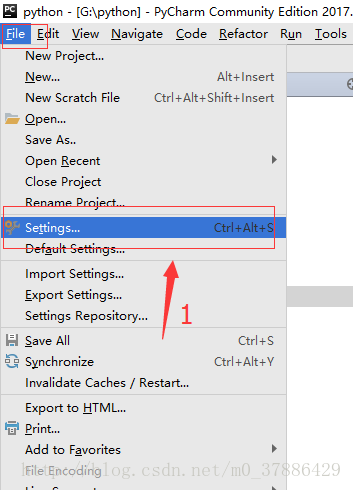 python - [G:\python] - PyCharm Community Edition 2017.
File Edit View Navigate Code Refactor Run Tools
New Project...
New... Alt+Insert
New Scratch File Ctrl+Alt+Shift+Insert
Open...
Save As..
Open Recent
Close Project
Rename Project...
Settings... Ctrl+Alt+S
Default Settings...
Import Settings...
Export Settings...
Settings Repository...
1
Save All Ctrl+S
Synchronize Ctrl+Alt+Y
Invalidate Caches / Restart...
Export to HTML...
Print...
Add to Favorites
File Encoding
http://blog.csdn.net/m0_37886429